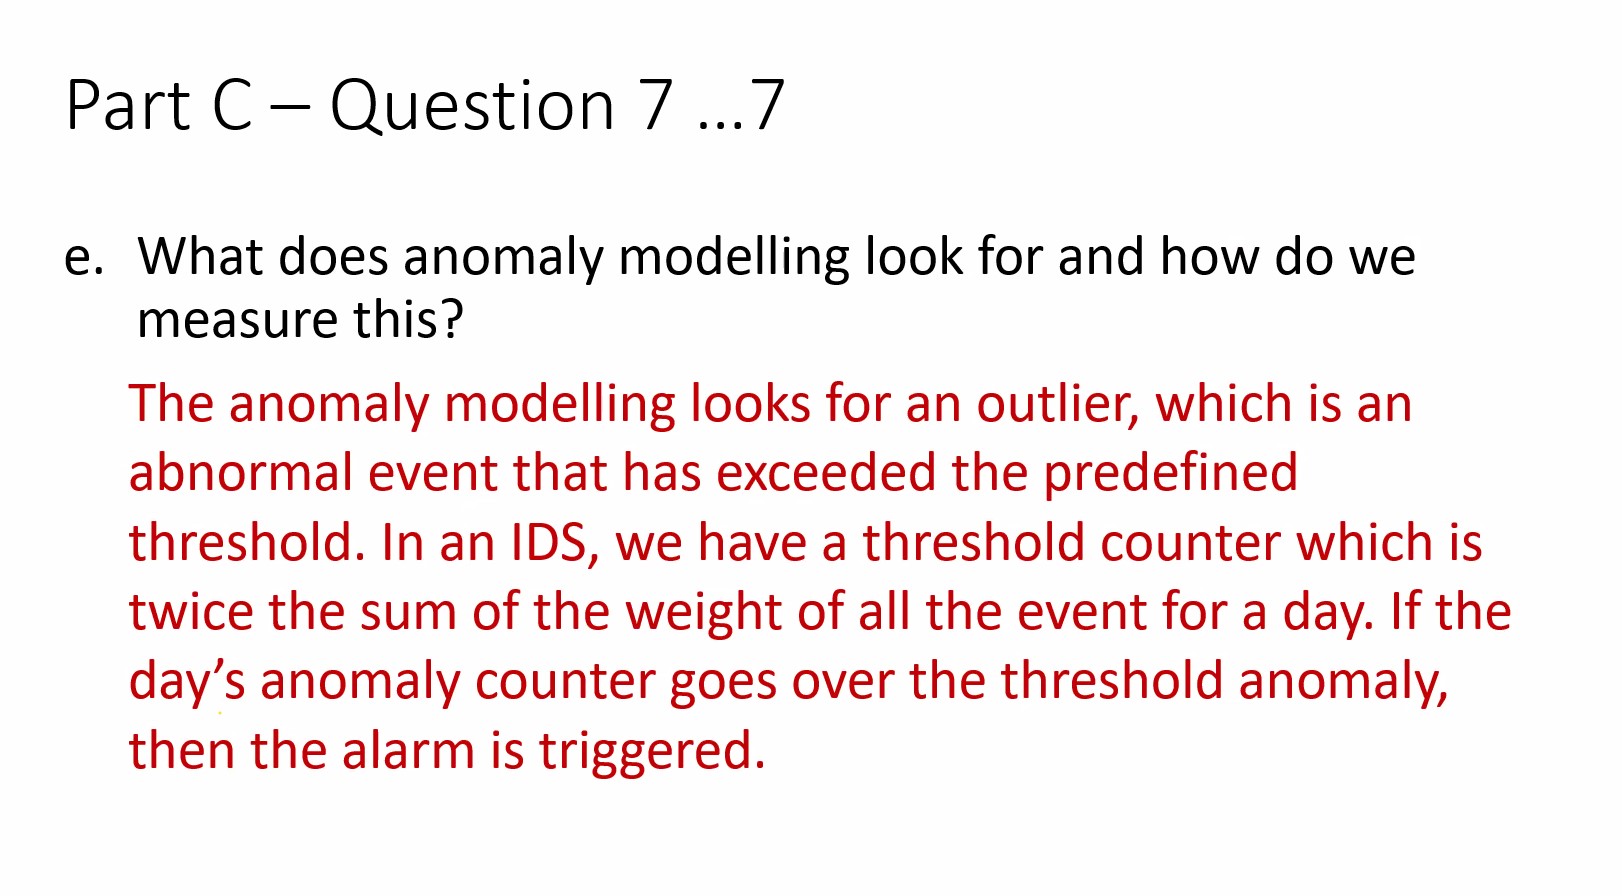 Part C – Question 7 …7
e. What does anomaly modelling look for and how do we
measure this?
The anomaly modelling looks for an outlier, which is an
abnormal event that has exceeded the predefined
threshold. In an IDS, we have a threshold counter which is
twice the sum of the weight of all the event for a day. If the
day’s anomaly counter goes over the threshold anomaly,
then the alarm is triggered.